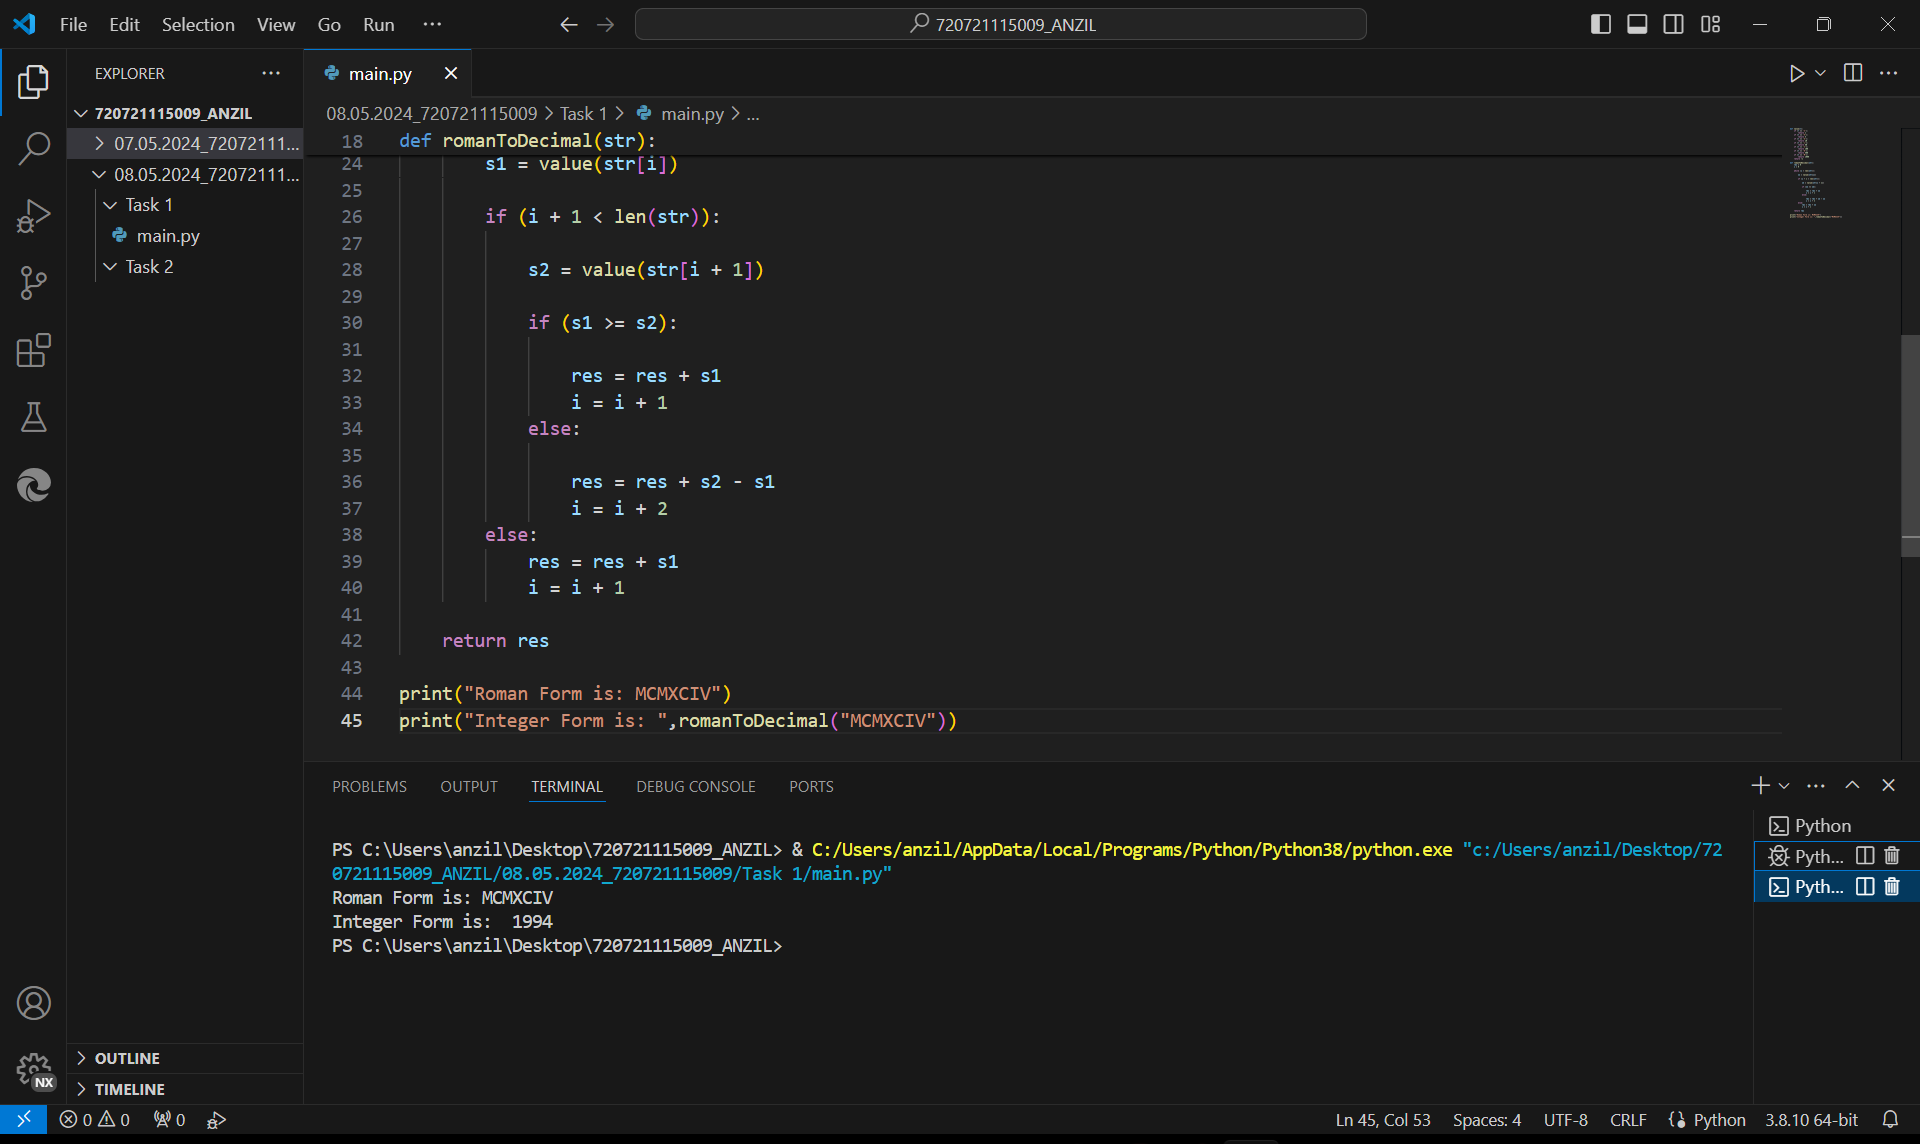 File Edit Selection View Go Run ...
720721115009_ANZIL
EXPLORER
720721115009_ANZIL
07.05.2024_72072111...
08.05.2024_72072111...
Task 1
main.py
Task 2
OUTLINE
TIMELINE
main.py
08.05.2024_720721115009 > Task 1 > main.py > ...
18 def romanToDecimal(str):
24 s1 = value(str[i])
25
26 if (i + 1 < len(str)):
27
28 s2 = value(str[i + 1])
29
30 if (s1 >= s2):
31
32 res = res + s1
33 i = i + 1
34 else:
35
36 res = res + s2 - s1
37 i = i + 2
38 else:
39 res = res + s1
40 i = i + 1
41
42 return res
43
44 print("Roman Form is: MCMXCIV")
45 print("Integer Form is: ",romanToDecimal("MCMXCIV"))
PROBLEMS OUTPUT TERMINAL DEBUG CONSOLE PORTS
PS C:\Users\anzil\Desktop\720721115009_ANZIL> & C:/Users/anzil/AppData/Local/Programs/Python/Python38/python.exe "c:/Users/anzil/Desktop/72
0721115009_ANZIL/08.05.2024_720721115009/Task 1/main.py"
Roman Form is: MCMXCIV
Integer Form is:  1994
PS C:\Users\anzil\Desktop\720721115009_ANZIL>
Python
Pyth...
Pyth...
NX
0 0 0
Ln 45, Col 53 Spaces: 4 UTF-8 CRLF Python 3.8.10 64-bit